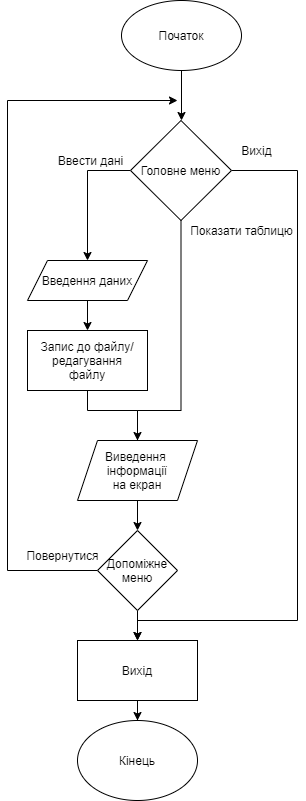 Початок
Головне меню
Ввести дані
Вихід
Показати таблицю
Введення даних
Запис до файлу/
редагування
файлу
Виведення
інформації
на екран
Повернутися
Допоміжне
меню
Вихід
Кінець